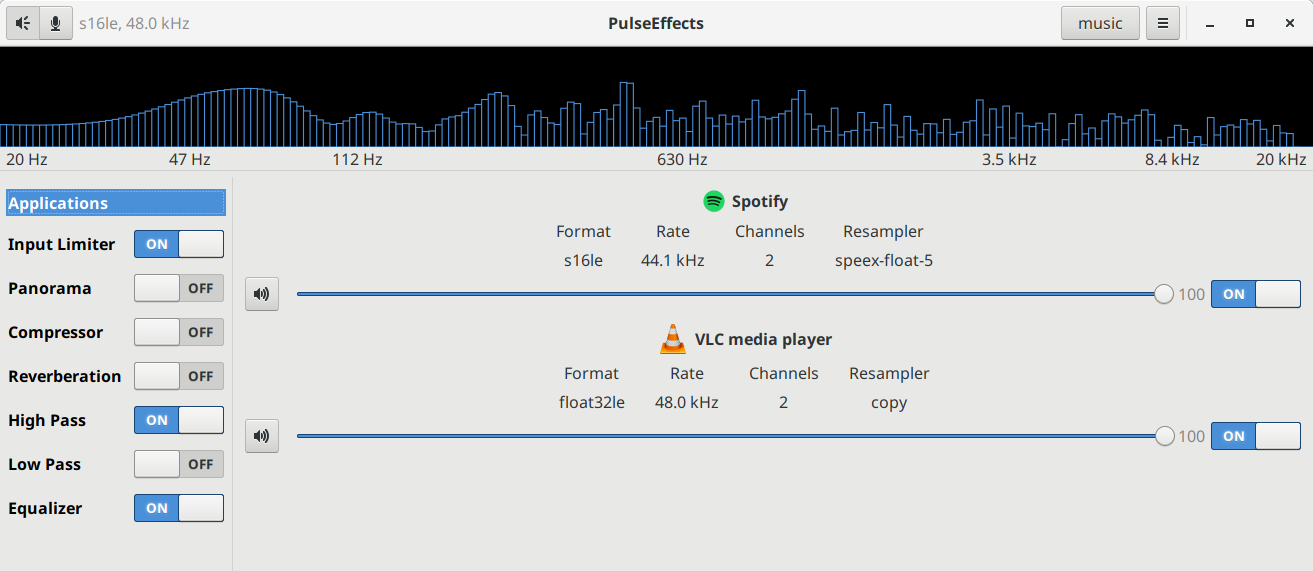 s16le, 48.0 kHz PulseEffects music
20 Hz 47 Hz 112 Hz 630 Hz 3.5 kHz 8.4 kHz 20 kHz
Applications
Input Limiter ON
Panorama OFF
Compressor OFF
Reverberation OFF
High Pass ON
Low Pass OFF
Equalizer ON
Spotify
Format Rate Channels Resampler
s16le 44.1 kHz 2 speex-float-5
100 ON
VLC media player
Format Rate Channels Resampler
float32le 48.0 kHz 2 copy
100 ON